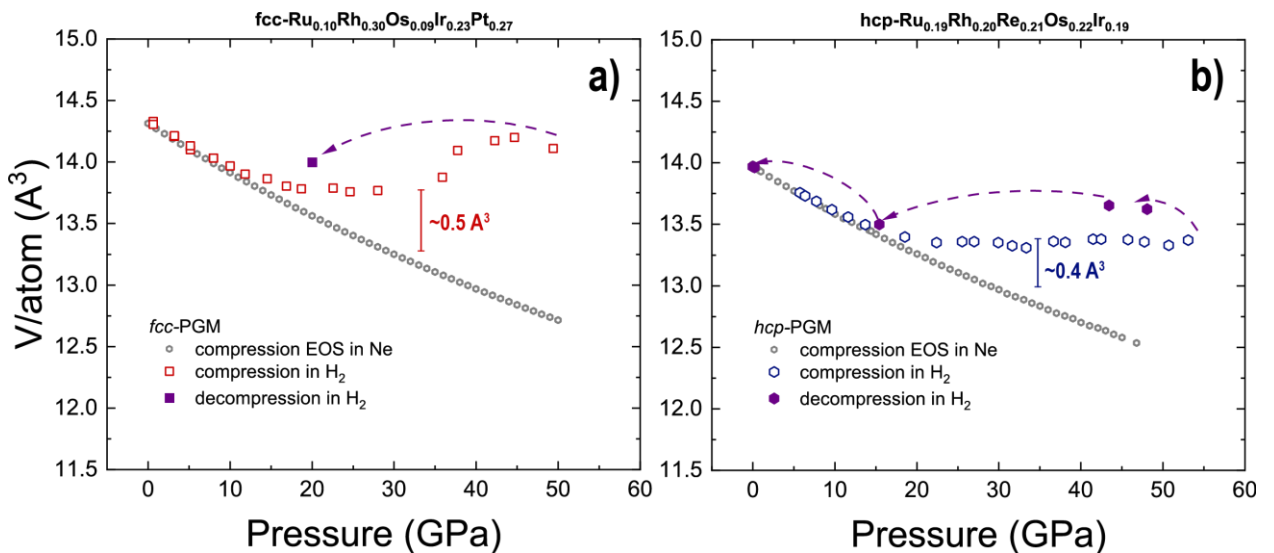 fcc-Ru0.10Rh0.30Os0.09Ir0.23Pt0.27
a)
15.0
14.5
14.0
13.5
13.0
12.5
12.0
11.5
V/atom (A³)
~0.5 A³
fcc-PGM
compression EOS in Ne
compression in H₂
decompression in H₂
0 10 20 30 40 50 60
Pressure (GPa)
hcp-Ru0.19Rh0.20Re0.21Os0.22Ir0.19
b)
15.0
14.5
14.0
13.5
13.0
12.5
12.0
11.5
~0.4 A³
hcp-PGM
compression EOS in Ne
compression in H₂
decompression in H₂
0 10 20 30 40 50 60
Pressure (GPa)